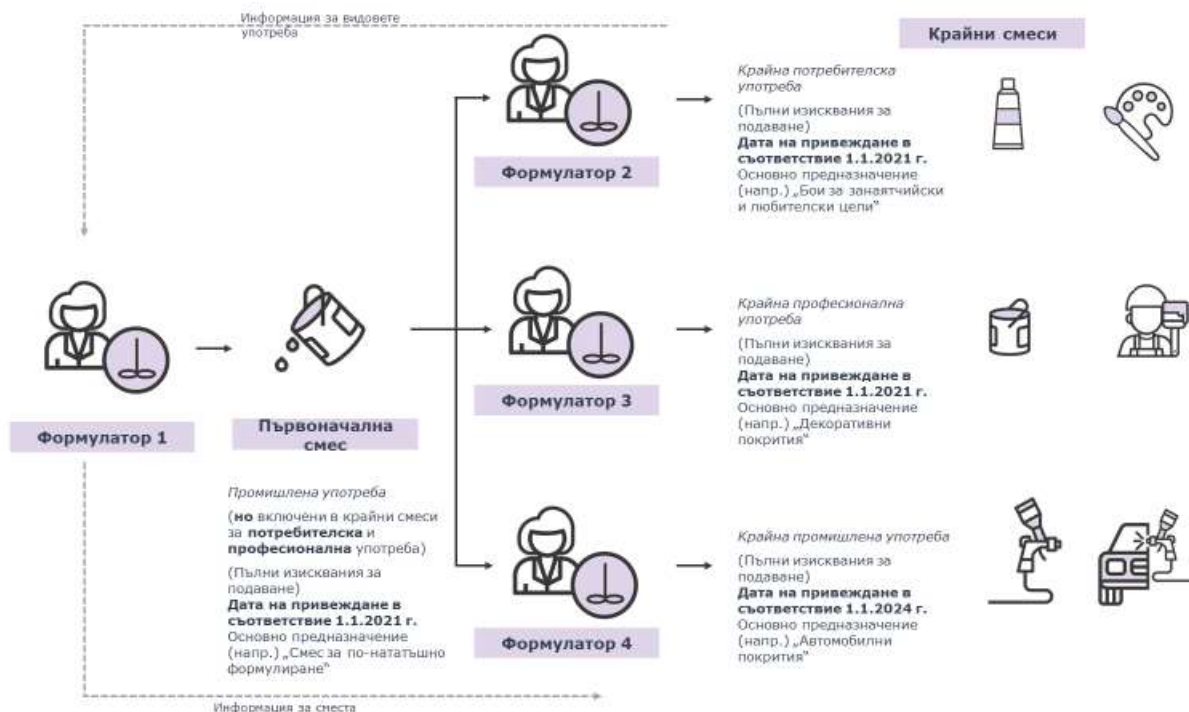 Информация за видовете
употреба
Крайни смеси
Крайна потребителска
употреба
(Пълни изисквания за
подаване)
Дата на привеждане в
съответствие 1.1.2021 г.
Основно предназначение
(напр.) „Бои за занаятчийски
и любителски цели“
Формулатор 2
Крайна професионална
употреба
(Пълни изисквания за
подаване)
Дата на привеждане в
съответствие 1.1.2021 г.
Основно предназначение
(напр.) „Декоративни
покрития“
Формулатор 3
Формулатор 1
Първоначална
смес
Промишлена употреба
(но включени в крайни смеси
за потребителска и
професионална употреба)
(Пълни изисквания за
подаване)
Дата на привеждане в
съответствие 1.1.2021 г.
Основно предназначение
(напр.) „Смес за по-нататъшно
формулиране“
Крайна промишлена употреба
(Пълни изисквания за
подаване)
Дата на привеждане в
съответствие 1.1.2024 г.
Основно предназначение
(напр.) „Автомобилни
покрития“
Формулатор 4
Информация за сместа